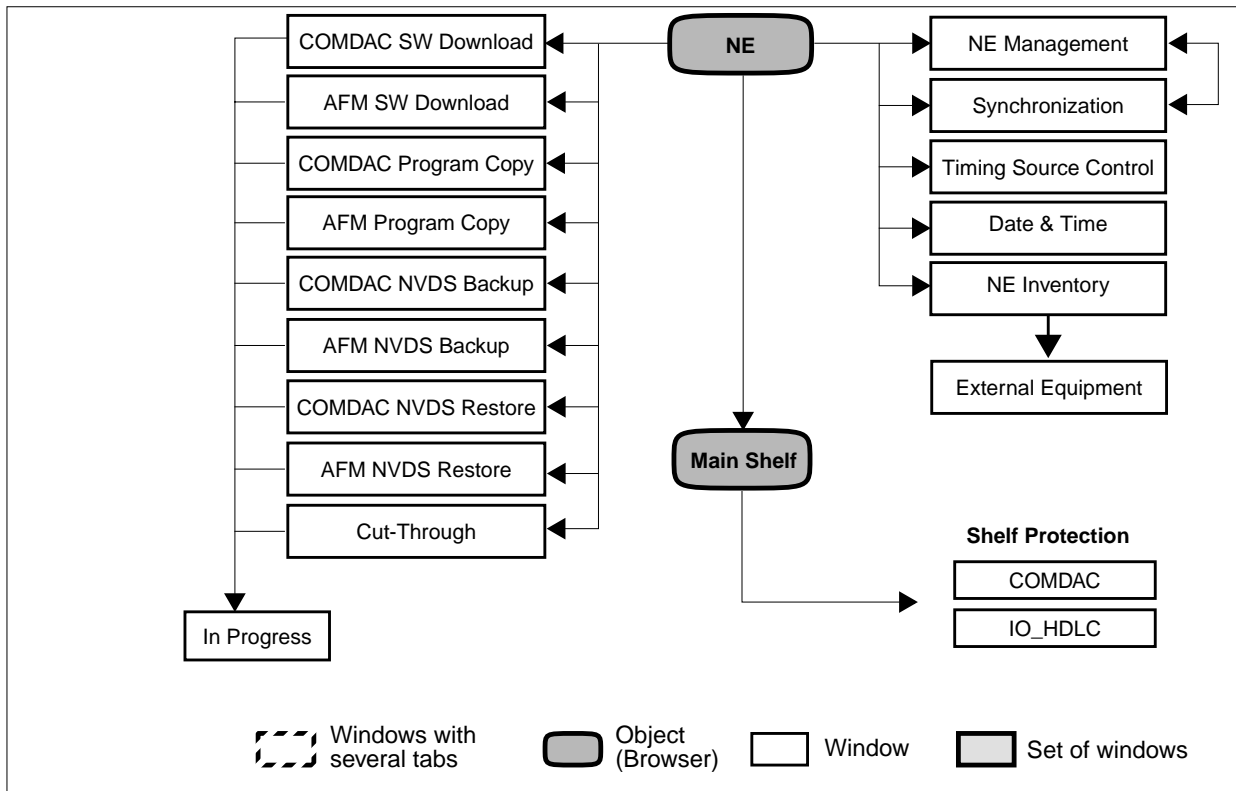 COMDAC SW Download
AFM SW Download
COMDAC Program Copy
AFM Program Copy
COMDAC NVDS Backup
AFM NVDS Backup
COMDAC NVDS Restore
AFM NVDS Restore
Cut-Through
In Progress
NE
Main Shelf
NE Management
Synchronization
Timing Source Control
Date & Time
NE Inventory
External Equipment
Shelf Protection
COMDAC
IO_HDLC
Windows with
several tabs
Object
(Browser)
Window
Set of windows